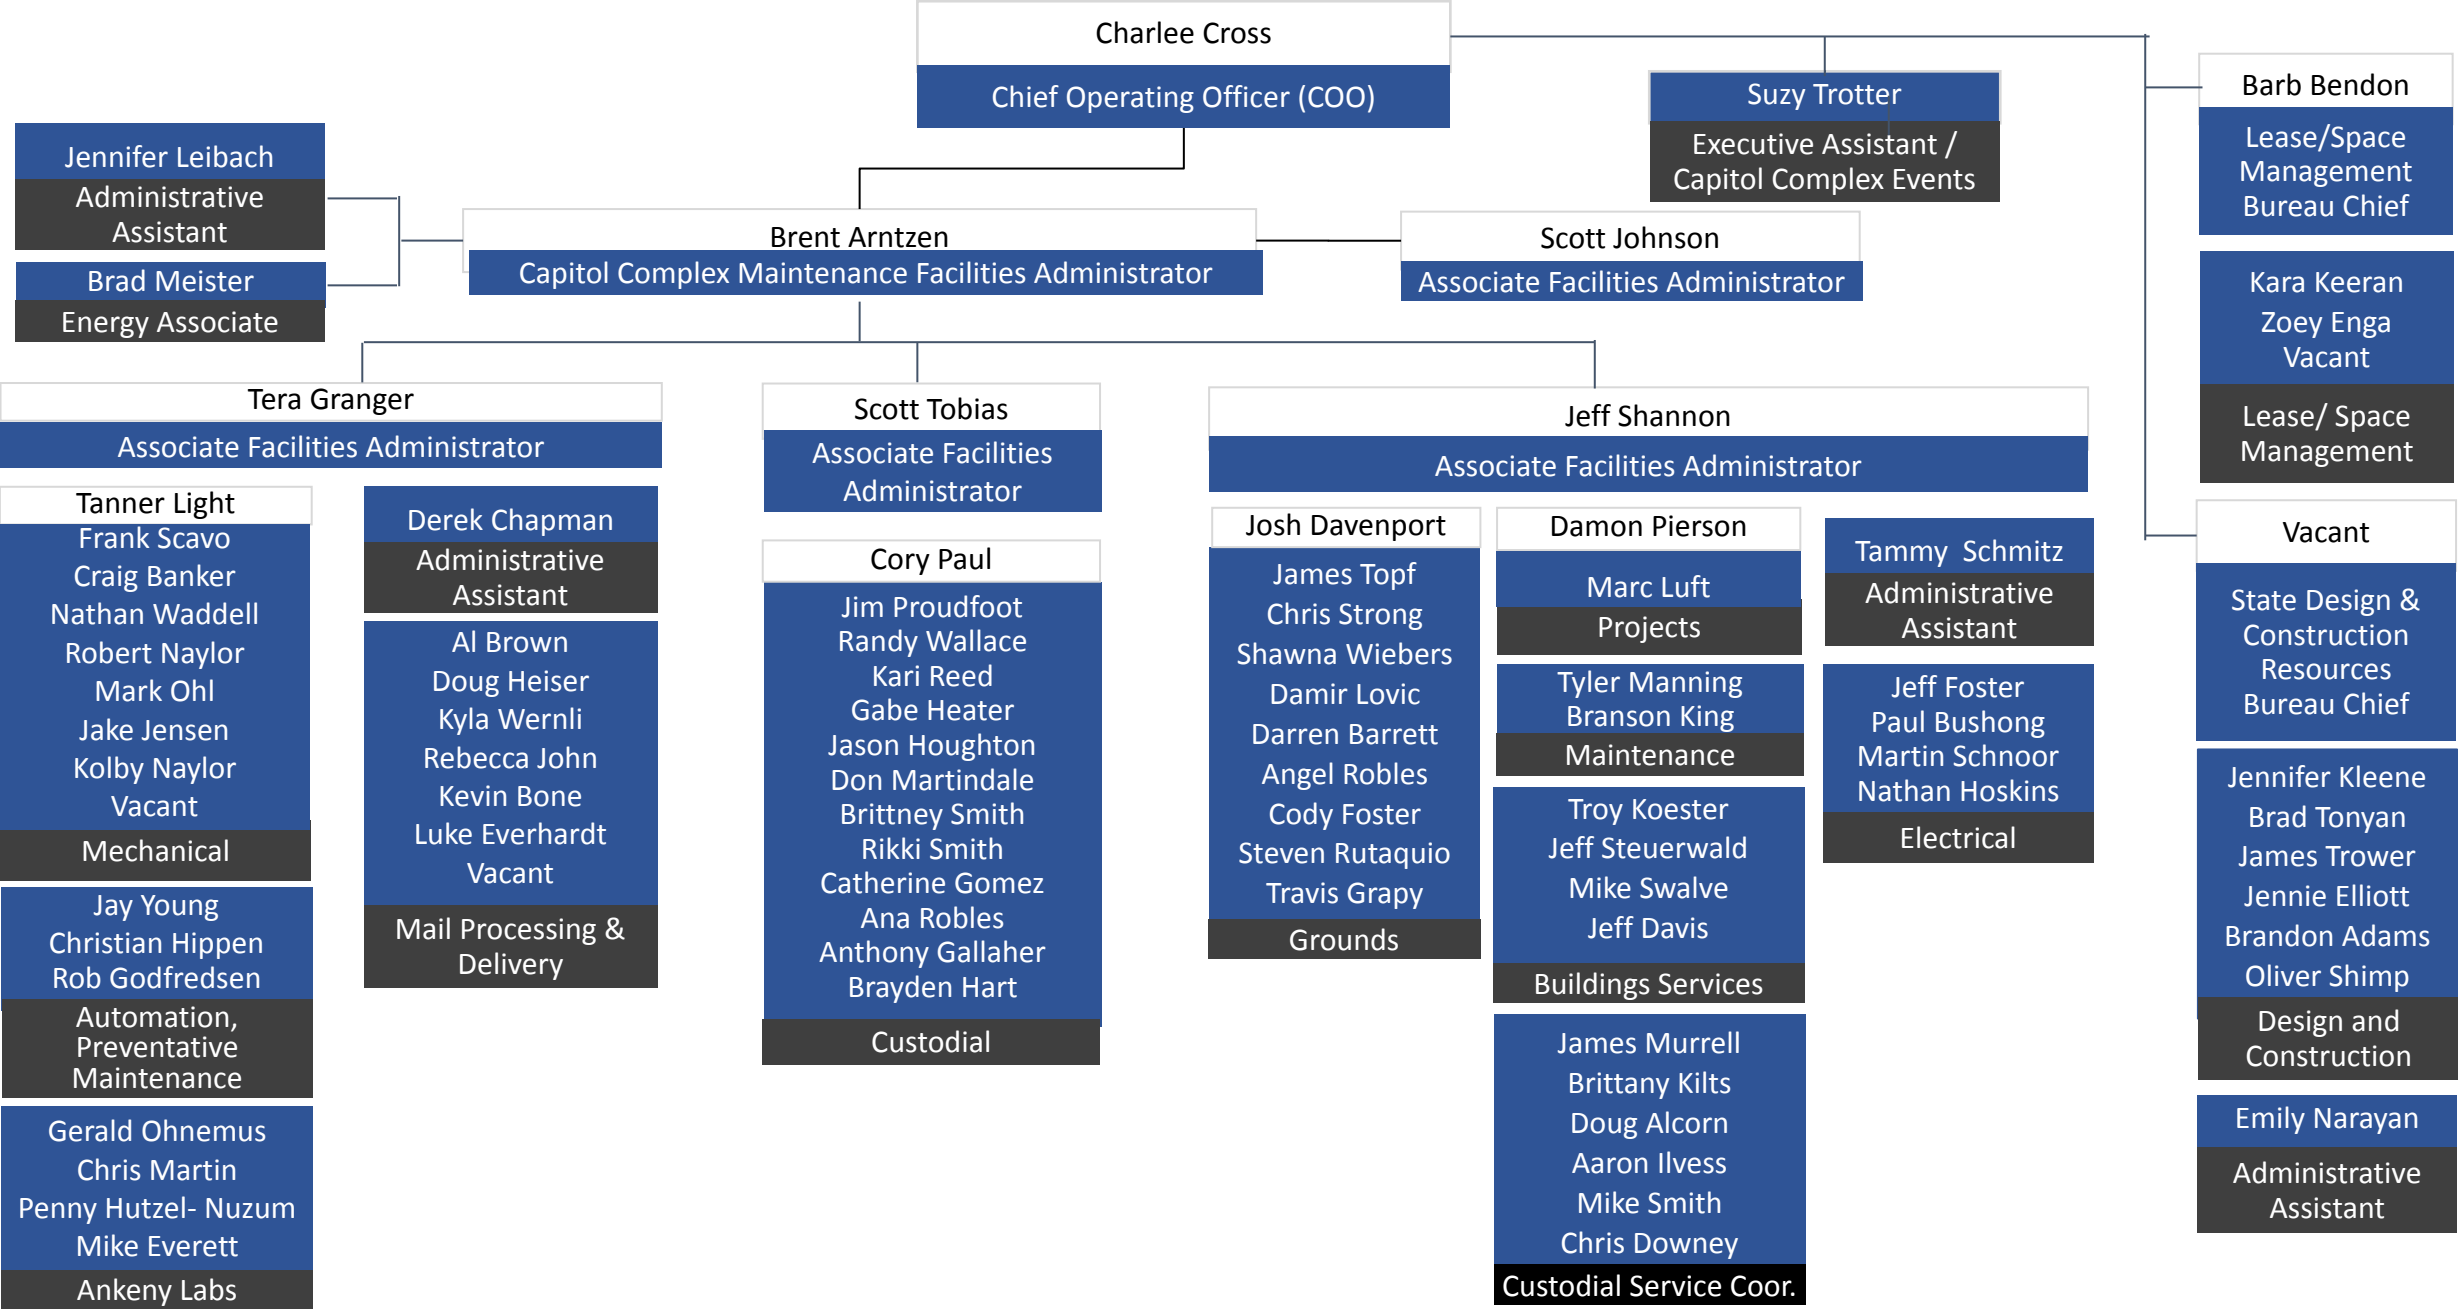 Charlee Cross
Chief Operating Officer (COO)
Suzy Trotter
Executive Assistant /
Capitol Complex Events
Barb Bendon
Lease/Space
Management
Bureau Chief
Kara Keeran
Zoey Enga
Vacant
Lease/ Space
Management
Jennifer Leibach
Administrative
Assistant
Brad Meister
Energy Associate
Brent Arntzen
Capitol Complex Maintenance Facilities Administrator
Scott Johnson
Associate Facilities Administrator
Tera Granger
Associate Facilities Administrator
Tanner Light
Frank Scavo
Craig Banker
Nathan Waddell
Robert Naylor
Mark Ohl
Jake Jensen
Kolby Naylor
Vacant
Mechanical
Jay Young
Christian Hippen
Rob Godfredsen
Automation,
Preventative
Maintenance
Gerald Ohnemus
Chris Martin
Penny Hutzel- Nuzum
Mike Everett
Ankeny Labs
Derek Chapman
Administrative
Assistant
Al Brown
Doug Heiser
Kyla Wernli
Rebecca John
Kevin Bone
Luke Everhardt
Vacant
Mail Processing &
Delivery
Scott Tobias
Associate Facilities
Administrator
Cory Paul
Jim Proudfoot
Randy Wallace
Kari Reed
Gabe Heater
Jason Houghton
Don Martindale
Brittney Smith
Rikki Smith
Catherine Gomez
Ana Robles
Anthony Gallaher
Brayden Hart
Custodial
Jeff Shannon
Associate Facilities Administrator
Josh Davenport
James Topf
Chris Strong
Shawna Wiebers
Damir Lovic
Darren Barrett
Angel Robles
Cody Foster
Steven Rutaquio
Travis Grapy
Grounds
Damon Pierson
Marc Luft
Projects
Tyler Manning
Branson King
Maintenance
Troy Koester
Jeff Steuerwald
Mike Swalve
Jeff Davis
Buildings Services
James Murrell
Brittany Kilts
Doug Alcorn
Aaron Ilvess
Mike Smith
Chris Downey
Custodial Service Coor.
Tammy  Schmitz
Administrative
Assistant
Jeff Foster
Paul Bushong
Martin Schnoor
Nathan Hoskins
Electrical
Vacant
State Design &
Construction
Resources
Bureau Chief
Jennifer Kleene
Brad Tonyan
James Trower
Jennie Elliott
Brandon Adams
Oliver Shimp
Design and
Construction
Emily Narayan
Administrative
Assistant